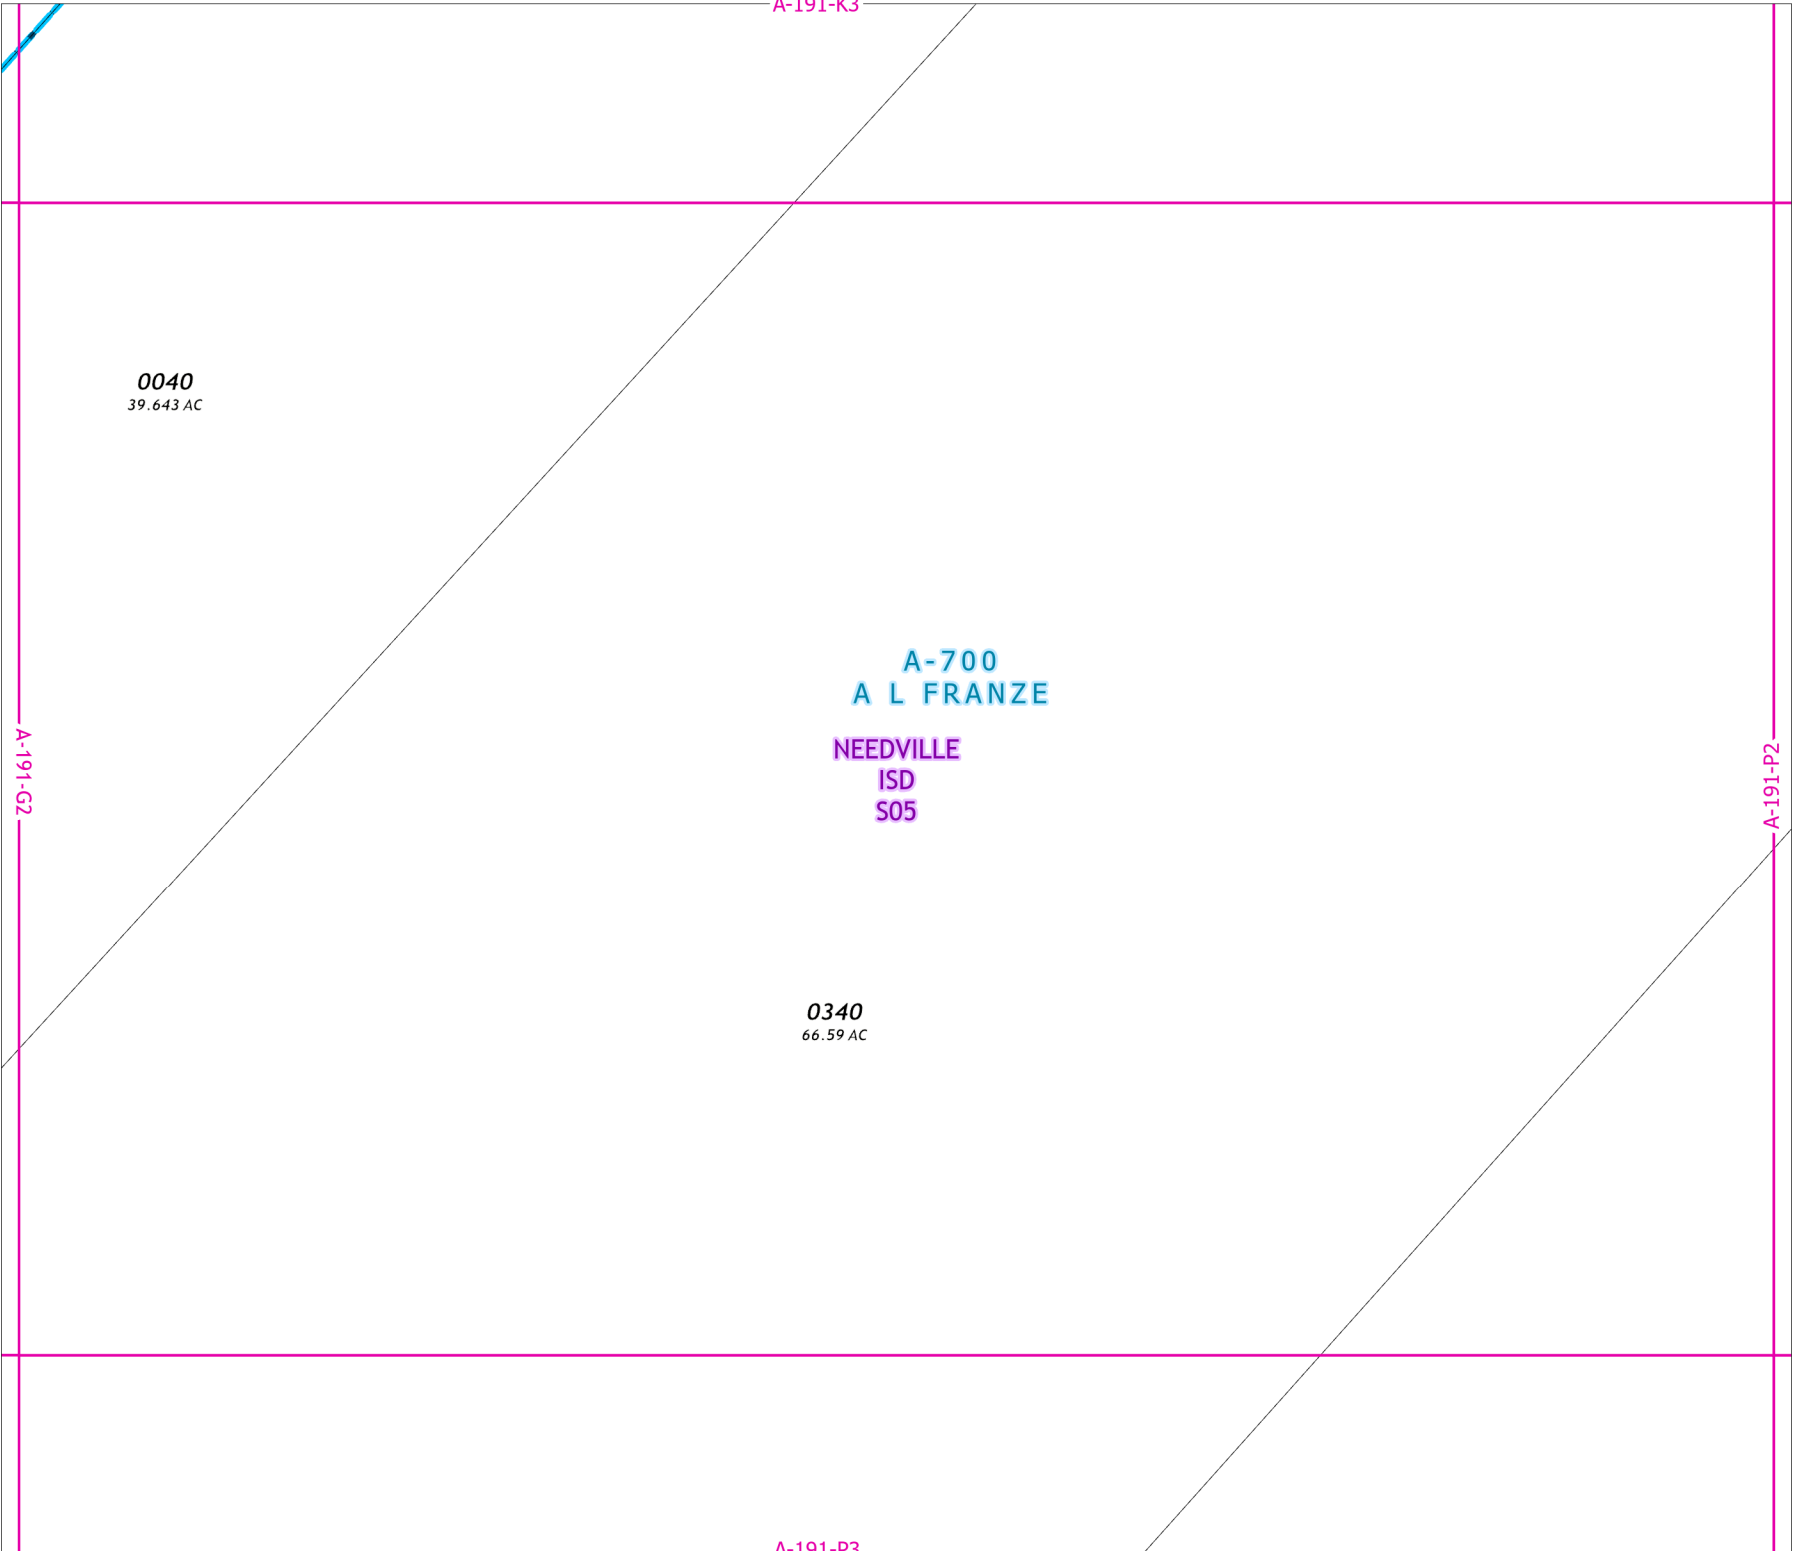 A-191-K3
0040
39.643 AC
A-700
A L FRANZE
NEEDVILLE
ISD
S05
A-191-G2
A-191-P2
0340
66.59 AC
A-191-P3